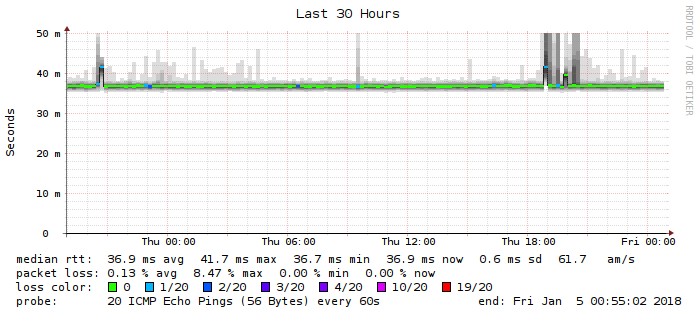 Last 30 Hours
RRDTOOL / TOBI OETIKER
Seconds
50 m
40 m
30 m
20 m
10 m
0
Thu 00:00 Thu 06:00 Thu 12:00 Thu 18:00 Fri 00:00
median rtt: 36.9 ms avg 41.7 ms max 36.7 ms min 36.9 ms now 0.6 ms sd 61.7 am/s
packet loss: 0.13 % avg 8.47 % max 0.00 % min 0.00 % now
loss color: 0 1/20 2/20 3/20 4/20 10/20 19/20
probe: 20 ICMP Echo Pings (56 Bytes) every 60s end: Fri Jan 5 00:55:02 2018